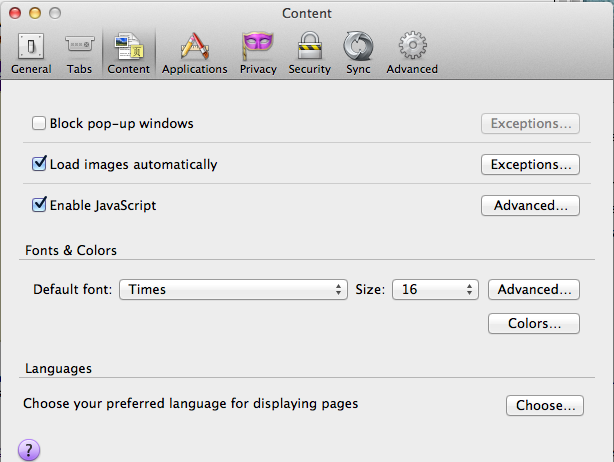 Content
General Tabs Content Applications Privacy Security Sync Advanced
Block pop-up windows Exceptions...
Load images automatically Exceptions...
Enable JavaScript Advanced...
Fonts & Colors
Default font: Times Size: 16 Advanced...
Colors...
Languages
Choose your preferred language for displaying pages Choose...
?